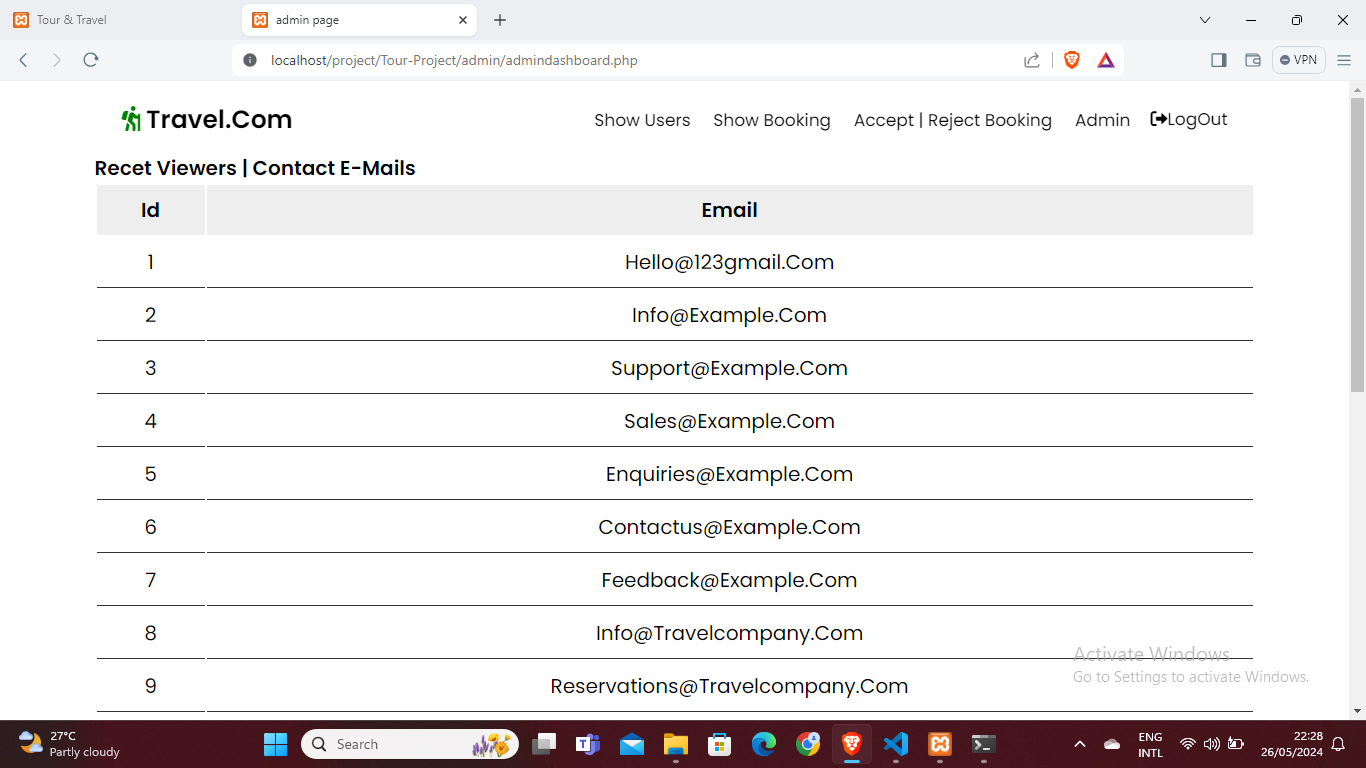 Tour & Travel
admin page
localhost/project/Tour-Project/admin/admindashboard.php
VPN
Travel.Com
Show Users Show Booking Accept | Reject Booking Admin LogOut
Recet Viewers | Contact E-Mails
Id Email
1 Hello@123gmail.Com
2 Info@Example.Com
3 Support@Example.Com
4 Sales@Example.Com
5 Enquiries@Example.Com
6 Contactus@Example.Com
7 Feedback@Example.Com
8 Info@Travelcompany.Com
9 Reservations@Travelcompany.Com
Activate Windows
Go to Settings to activate Windows.
27°C
Partly cloudy
Search
ENG
INTL
22:28
26/05/2024